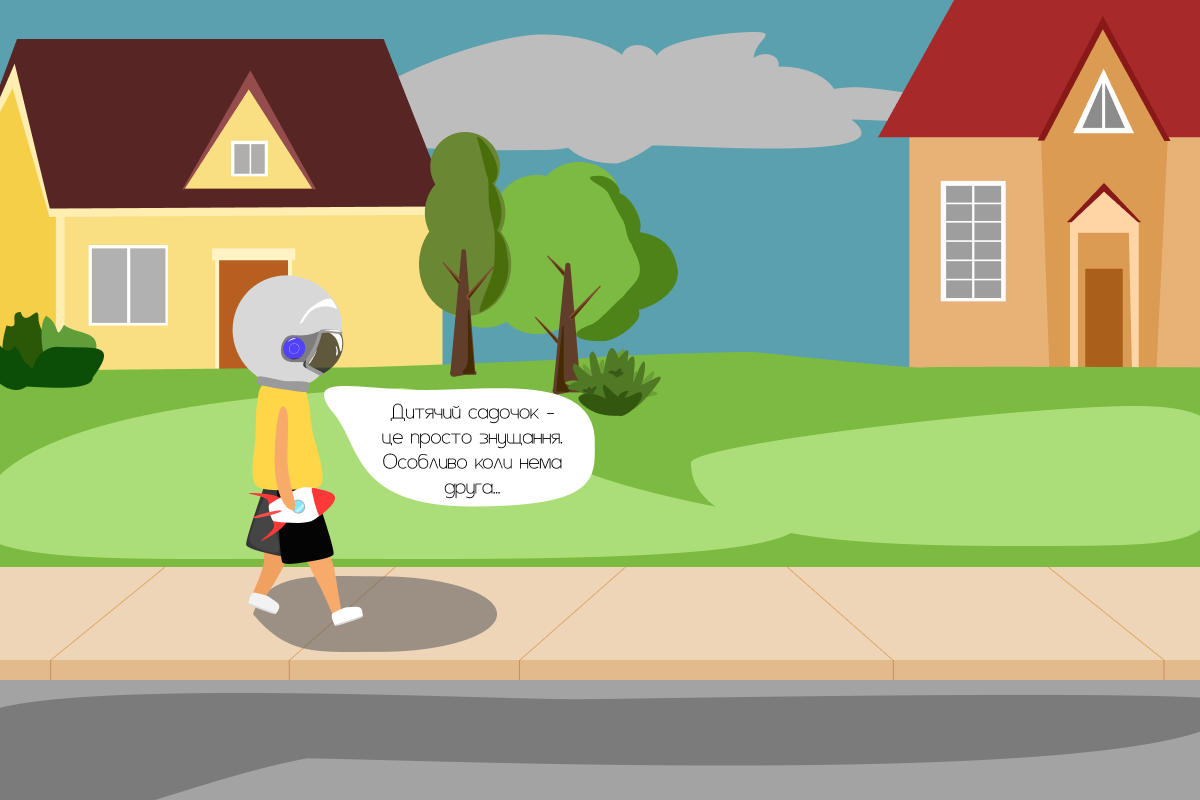 Дитячий садочок -
це просто знущання.
Особливо коли нема
друга...